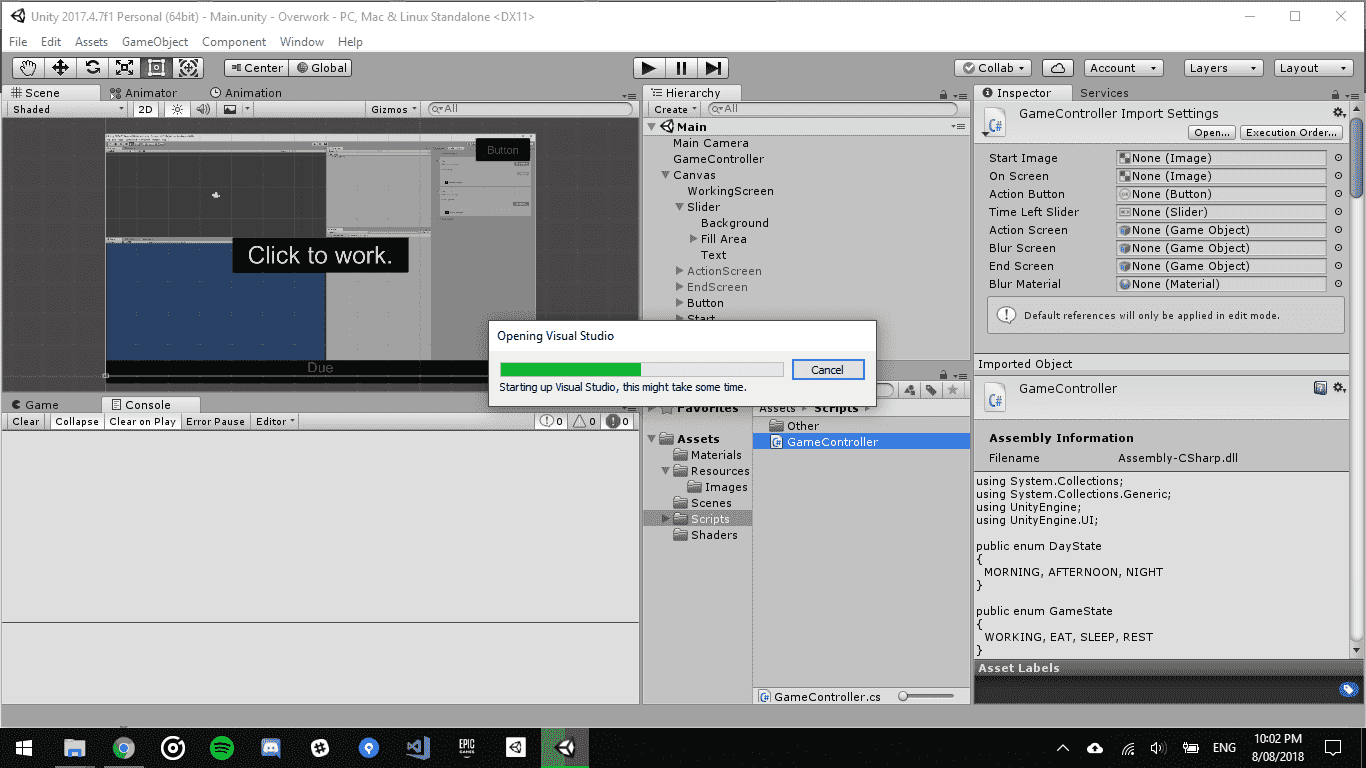 Unity 2017.4.7f1 Personal (64bit) - Main.unity - Overwork - PC, Mac & Linux Standalone <DX11>
File Edit Assets GameObject Component Window Help
Center Global Collab Account Layers Layout
Scene Animator Animation
Shaded 2D Gizmos All
Button
Click to work.
Due
Hierarchy
Create All
Main
Main Camera
GameController
Canvas
WorkingScreen
Slider
Background
Fill Area
Text
ActionScreen
EndScreen
Button
Start
Opening Visual Studio
Cancel
Starting up Visual Studio, this might take some time.
Game Console
Clear Collapse Clear on Play Error Pause Editor 0 0 0
Favorites
Assets
Materials
Resources
Images
Scenes
Scripts
Shaders
Assets Scripts
Other
GameController
GameController.cs
Inspector Services
GameController Import Settings
Open... Execution Order...
Start Image None (Image)
On Screen None (Image)
Action Button None (Button)
Time Left Slider None (Slider)
Action Screen None (Game Object)
Blur Screen None (Game Object)
End Screen None (Game Object)
Blur Material None (Material)
Default references will only be applied in edit mode.
Imported Object
GameController
Assembly Information
Filename Assembly-CSharp.dll
using System.Collections;
using System.Collections.Generic;
using UnityEngine;
using UnityEngine.UI;
public enum DayState
{
MORNING, AFTERNOON, NIGHT
}
public enum GameState
{
WORKING, EAT, SLEEP, REST
}
Asset Labels
EPIC
GAMES
ENG
10:02 PM
8/08/2018